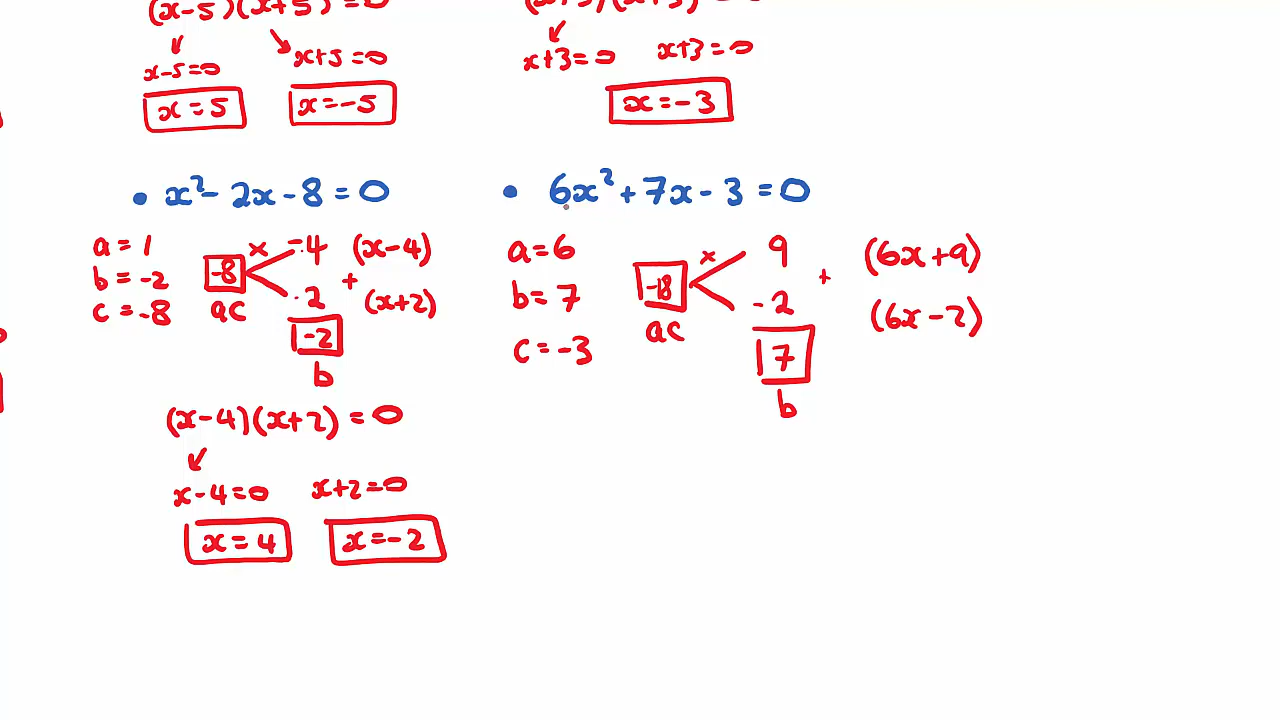 (x-5)(x+5)=0
x-5=0 x+5=0
x=5 x=-5
x+3=0 x+3=0
x=-3
• x²-2x-8=0
a=1
b=-2
c=-8
-8
ac
×
-4 (x-4)
+
2 (x+2)
-2
b
(x-4)(x+2)=0
x-4=0 x+2=0
x=4 x=-2
• 6x²+7x-3=0
a=6
b=7
c=-3
-18
ac
×
9 (6x+9)
+
-2 (6x-2)
7
b